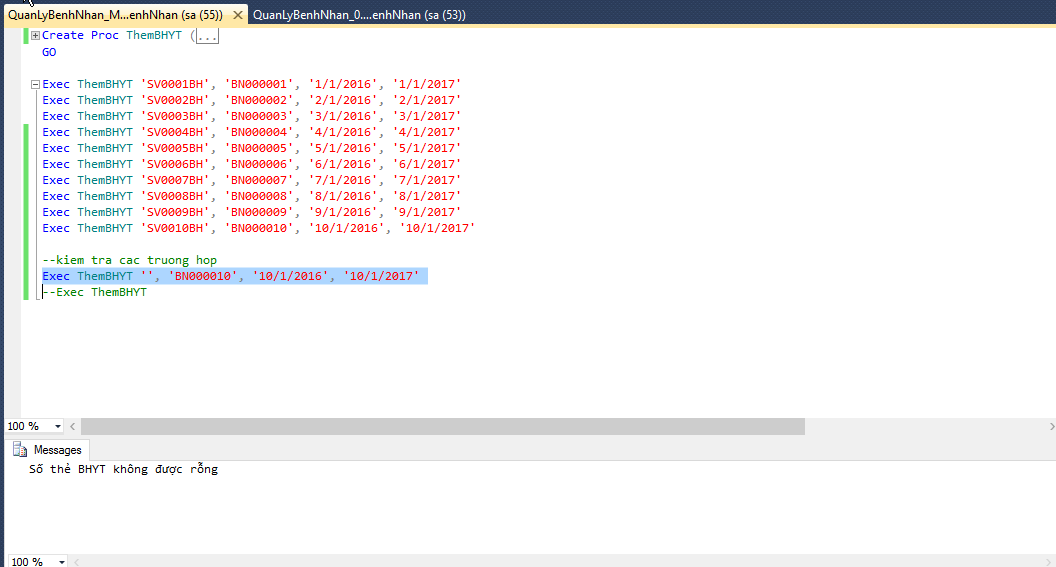 QuanLyBenhNhan_M...enhNhan (sa (55)) ✕ QuanLyBenhNhan_0....enhNhan (sa (53))
Create Proc ThemBHYT (...
GO
Exec ThemBHYT 'SV0001BH', 'BN000001', '1/1/2016', '1/1/2017'
Exec ThemBHYT 'SV0002BH', 'BN000002', '2/1/2016', '2/1/2017'
Exec ThemBHYT 'SV0003BH', 'BN000003', '3/1/2016', '3/1/2017'
Exec ThemBHYT 'SV0004BH', 'BN000004', '4/1/2016', '4/1/2017'
Exec ThemBHYT 'SV0005BH', 'BN000005', '5/1/2016', '5/1/2017'
Exec ThemBHYT 'SV0006BH', 'BN000006', '6/1/2016', '6/1/2017'
Exec ThemBHYT 'SV0007BH', 'BN000007', '7/1/2016', '7/1/2017'
Exec ThemBHYT 'SV0008BH', 'BN000008', '8/1/2016', '8/1/2017'
Exec ThemBHYT 'SV0009BH', 'BN000009', '9/1/2016', '9/1/2017'
Exec ThemBHYT 'SV0010BH', 'BN000010', '10/1/2016', '10/1/2017'
--kiem tra cac truong hop
Exec ThemBHYT '', 'BN000010', '10/1/2016', '10/1/2017'
--Exec ThemBHYT
100 %
Messages
Số thẻ BHYT không được rỗng
100 %